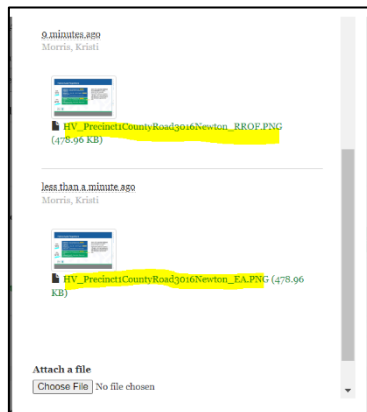 9 minutes ago
Morris, Kristi
HV_Precinct1CountyRoad3016Newton_RROF.PNG
(478.96 KB)
less than a minute ago
Morris, Kristi
HV_Precinct1CountyRoad3016Newton_EA.PNG (478.96
KB)
Attach a file
Choose File No file chosen